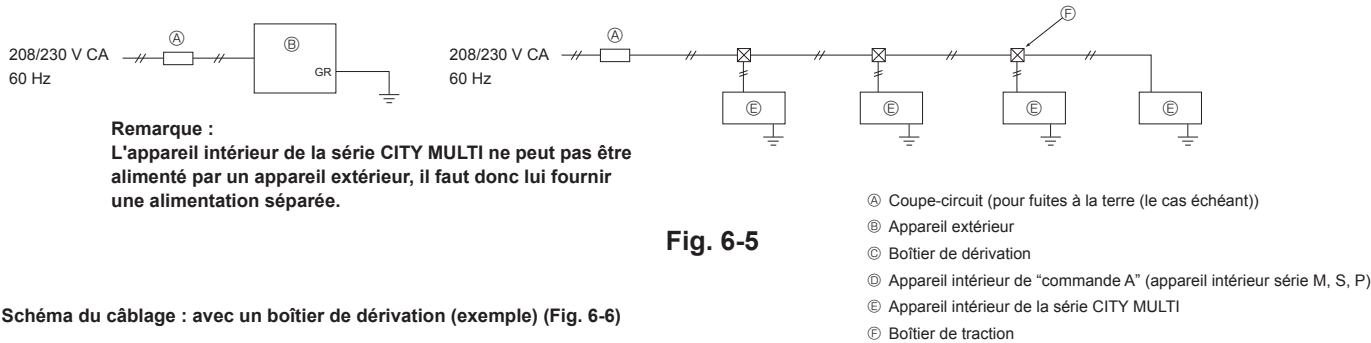 208/230 V CA
60 Hz
Ⓐ
Ⓑ
GR
208/230 V CA
60 Hz
Ⓐ
Ⓕ
Ⓔ
Ⓔ
Ⓔ
Ⓔ
Remarque :
L'appareil intérieur de la série CITY MULTI ne peut pas être
alimenté par un appareil extérieur, il faut donc lui fournir
une alimentation séparée.
Fig. 6-5
Ⓐ Coupe-circuit (pour fuites à la terre (le cas échéant))
Ⓑ Appareil extérieur
Ⓒ Boîtier de dérivation
Ⓓ Appareil intérieur de “commande A” (appareil intérieur série M, S, P)
Ⓔ Appareil intérieur de la série CITY MULTI
Ⓕ Boîtier de traction
Schéma du câblage : avec un boîtier de dérivation (exemple) (Fig. 6-6)